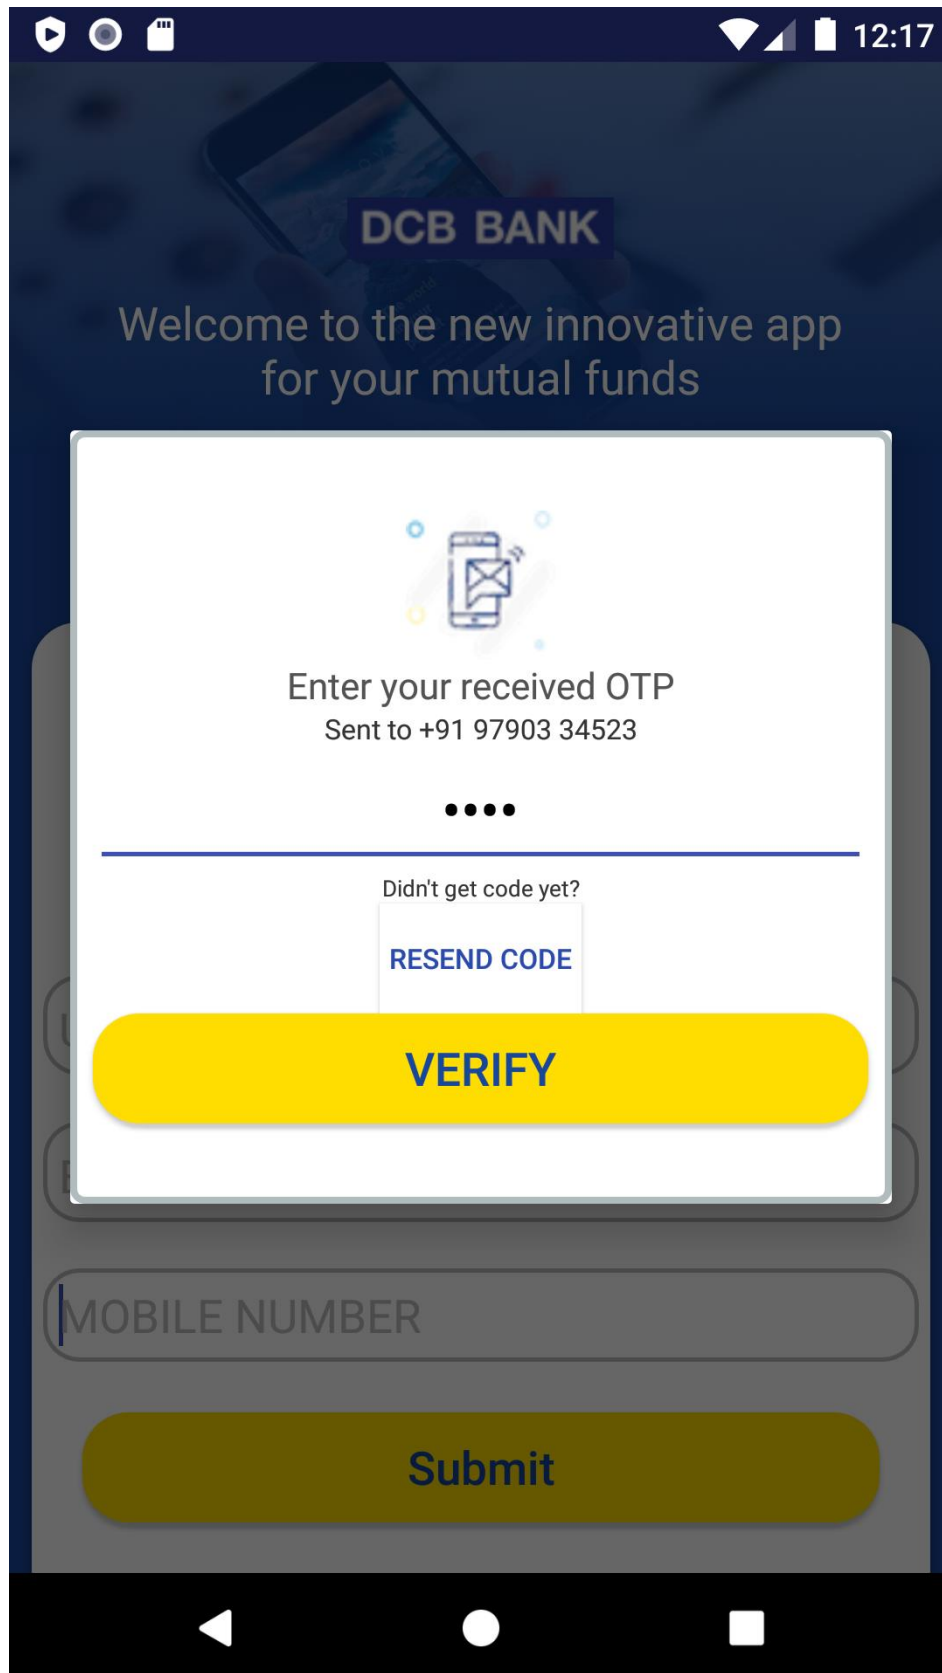 12:17
DCB BANK
Welcome to the new innovative app
for your mutual funds
Enter your received OTP
Sent to +91 97903 34523
••••
Didn't get code yet?
RESEND CODE
VERIFY
MOBILE NUMBER
Submit